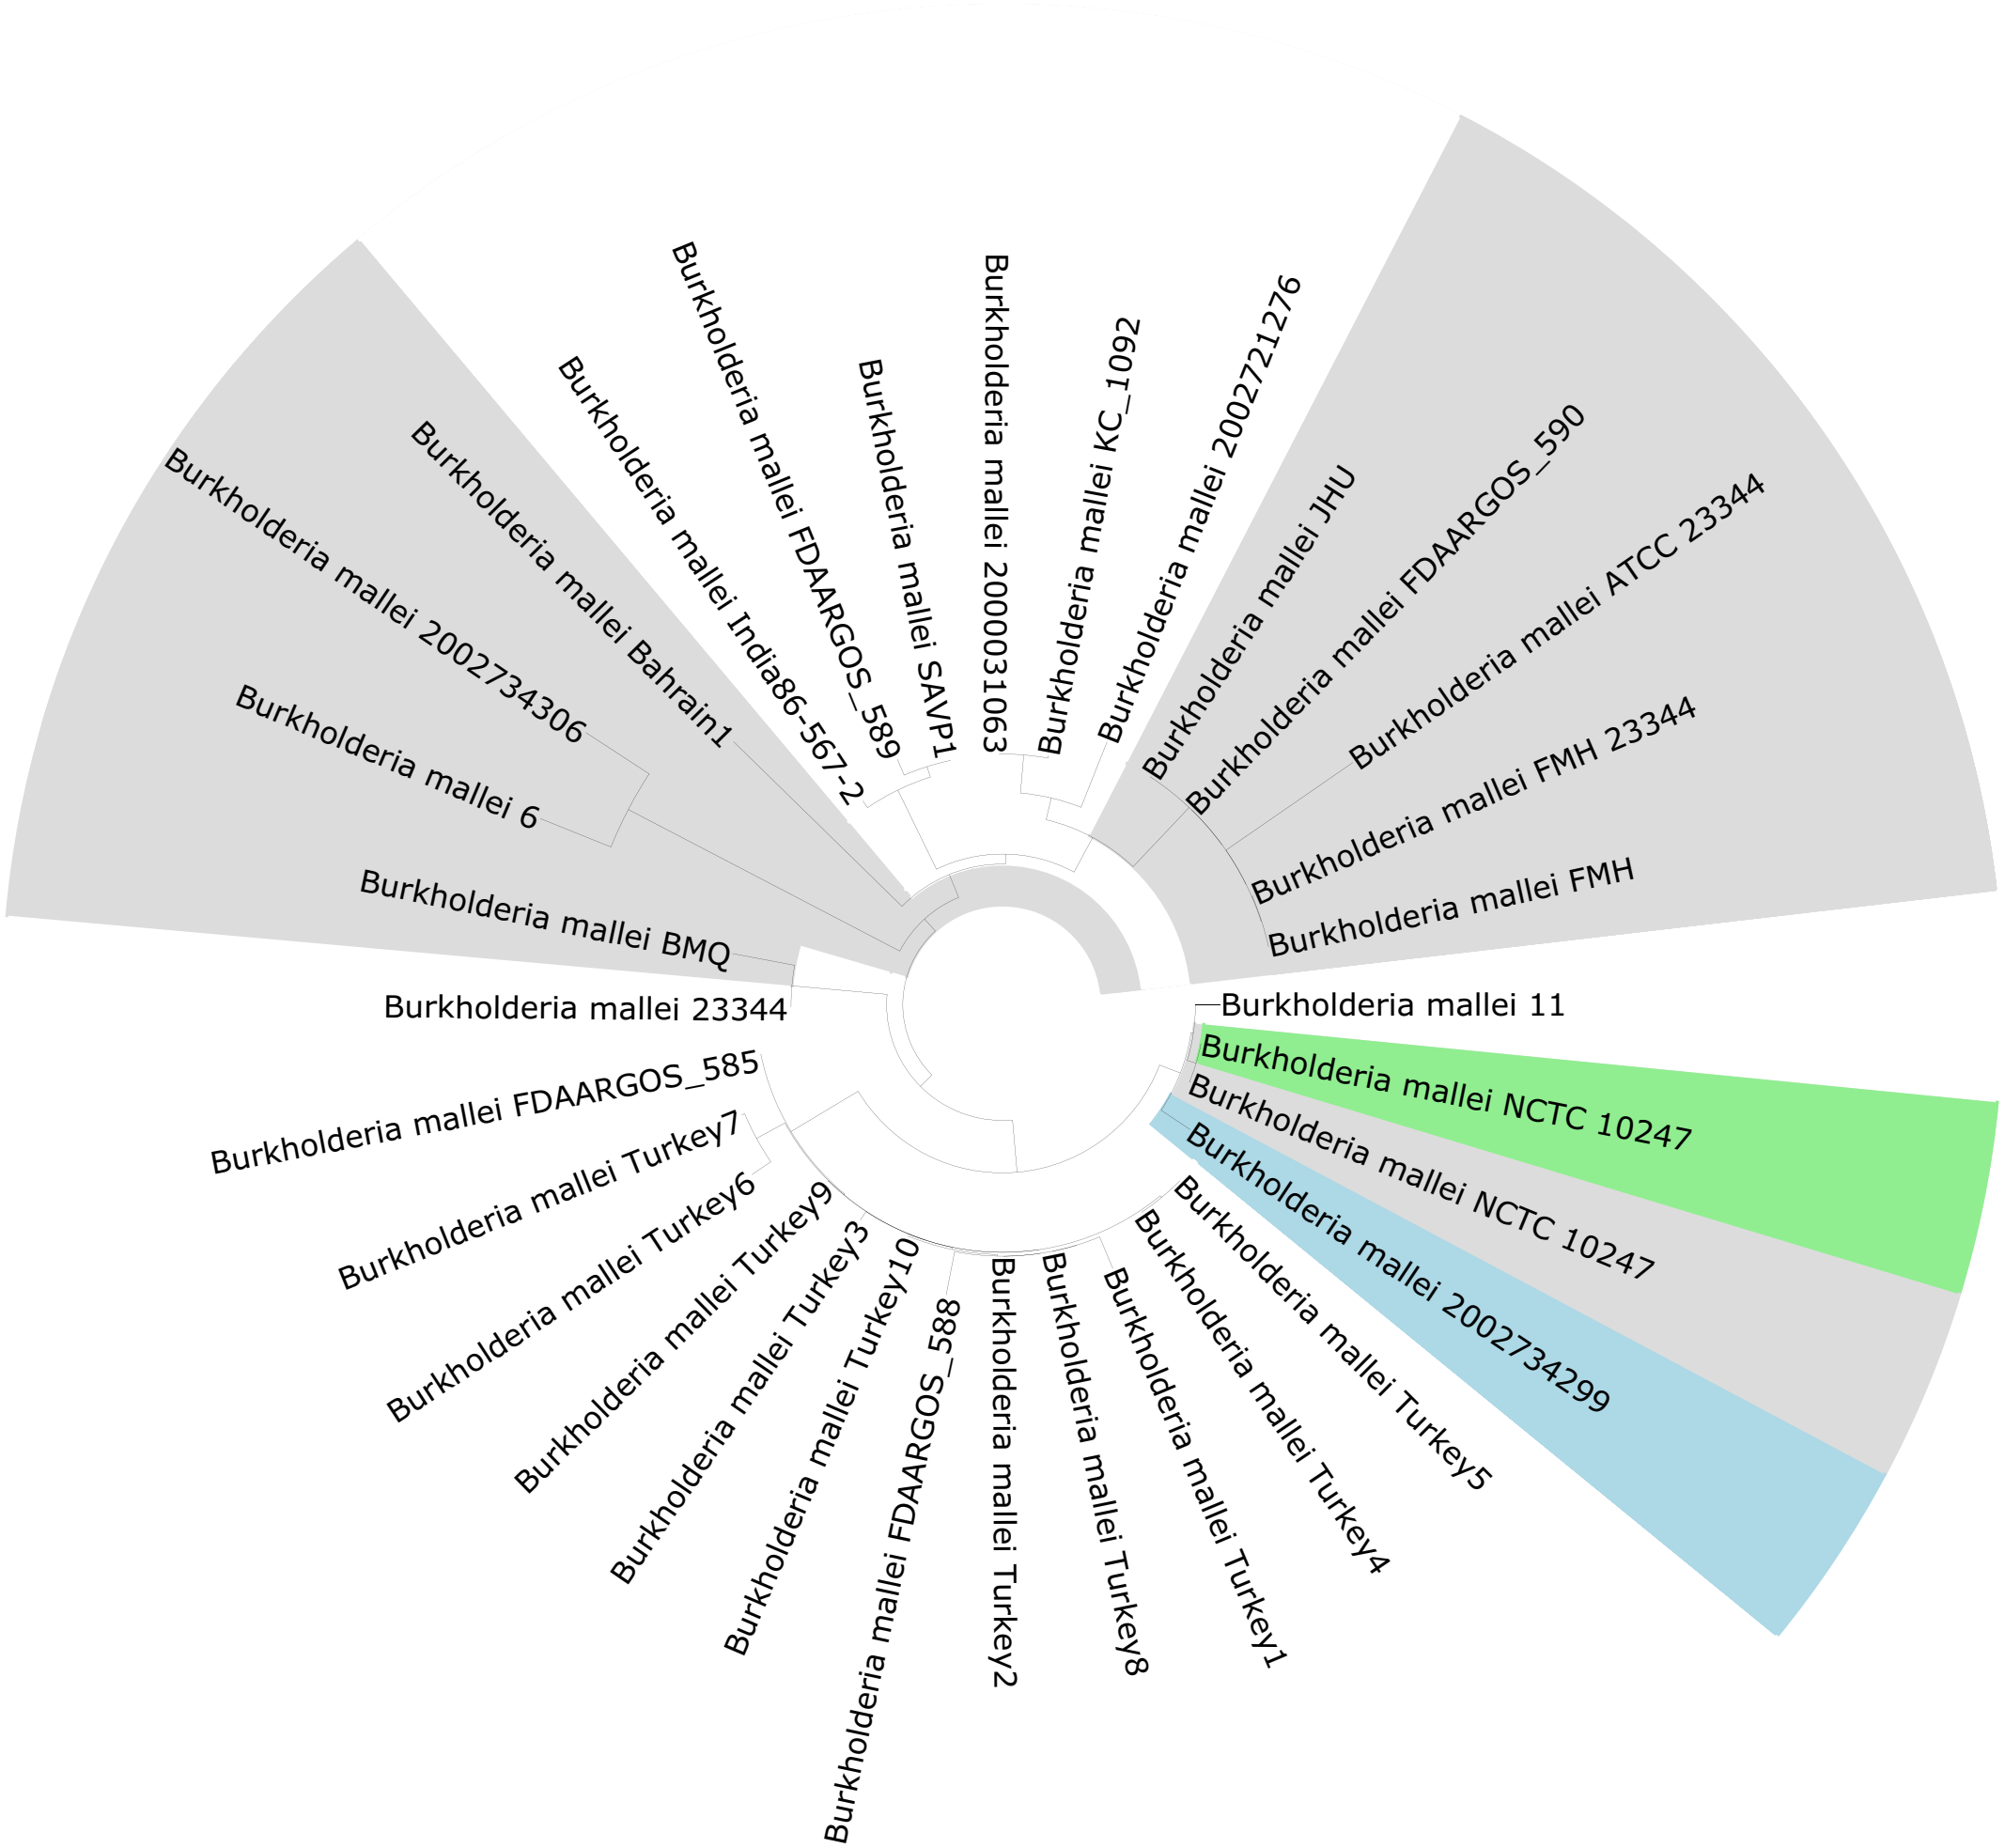 Burkholderia mallei 2000031063
Burkholderia mallei KC_1092
Burkholderia mallei 2002721276
Burkholderia mallei JHU
Burkholderia mallei FDAARGOS_590
Burkholderia mallei ATCC 23344
Burkholderia mallei FMH 23344
Burkholderia mallei FMH
Burkholderia mallei 11
Burkholderia mallei NCTC 10247
Burkholderia mallei NCTC 10247
Burkholderia mallei 2002734299
Burkholderia mallei Turkey5
Burkholderia mallei Turkey4
Burkholderia mallei Turkey1
Burkholderia mallei Turkey8
Burkholderia mallei Turkey2
Burkholderia mallei FDAARGOS_588
Burkholderia mallei Turkey10
Burkholderia mallei Turkey3
Burkholderia mallei Turkey9
Burkholderia mallei Turkey6
Burkholderia mallei Turkey7
Burkholderia mallei FDAARGOS_585
Burkholderia mallei 23344
Burkholderia mallei BMQ
Burkholderia mallei 6
Burkholderia mallei 2002734306
Burkholderia mallei Bahrain1
Burkholderia mallei India86-567-2
Burkholderia mallei FDAARGOS_589
Burkholderia mallei SAVP1